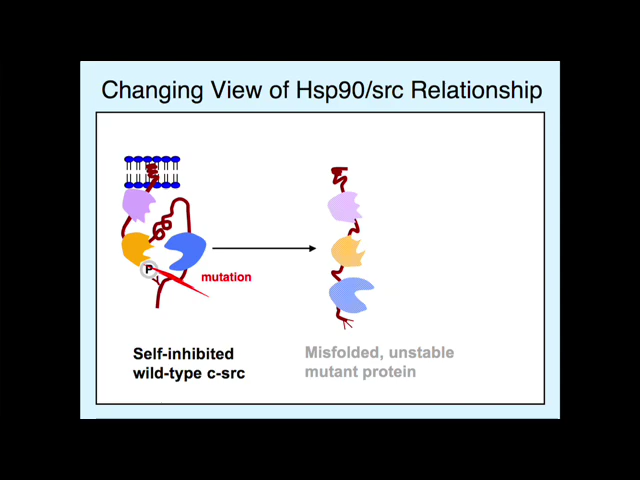 Changing View of Hsp90/src Relationship
P
Y
mutation
Self-inhibited
wild-type c-src
Misfolded, unstable
mutant protein